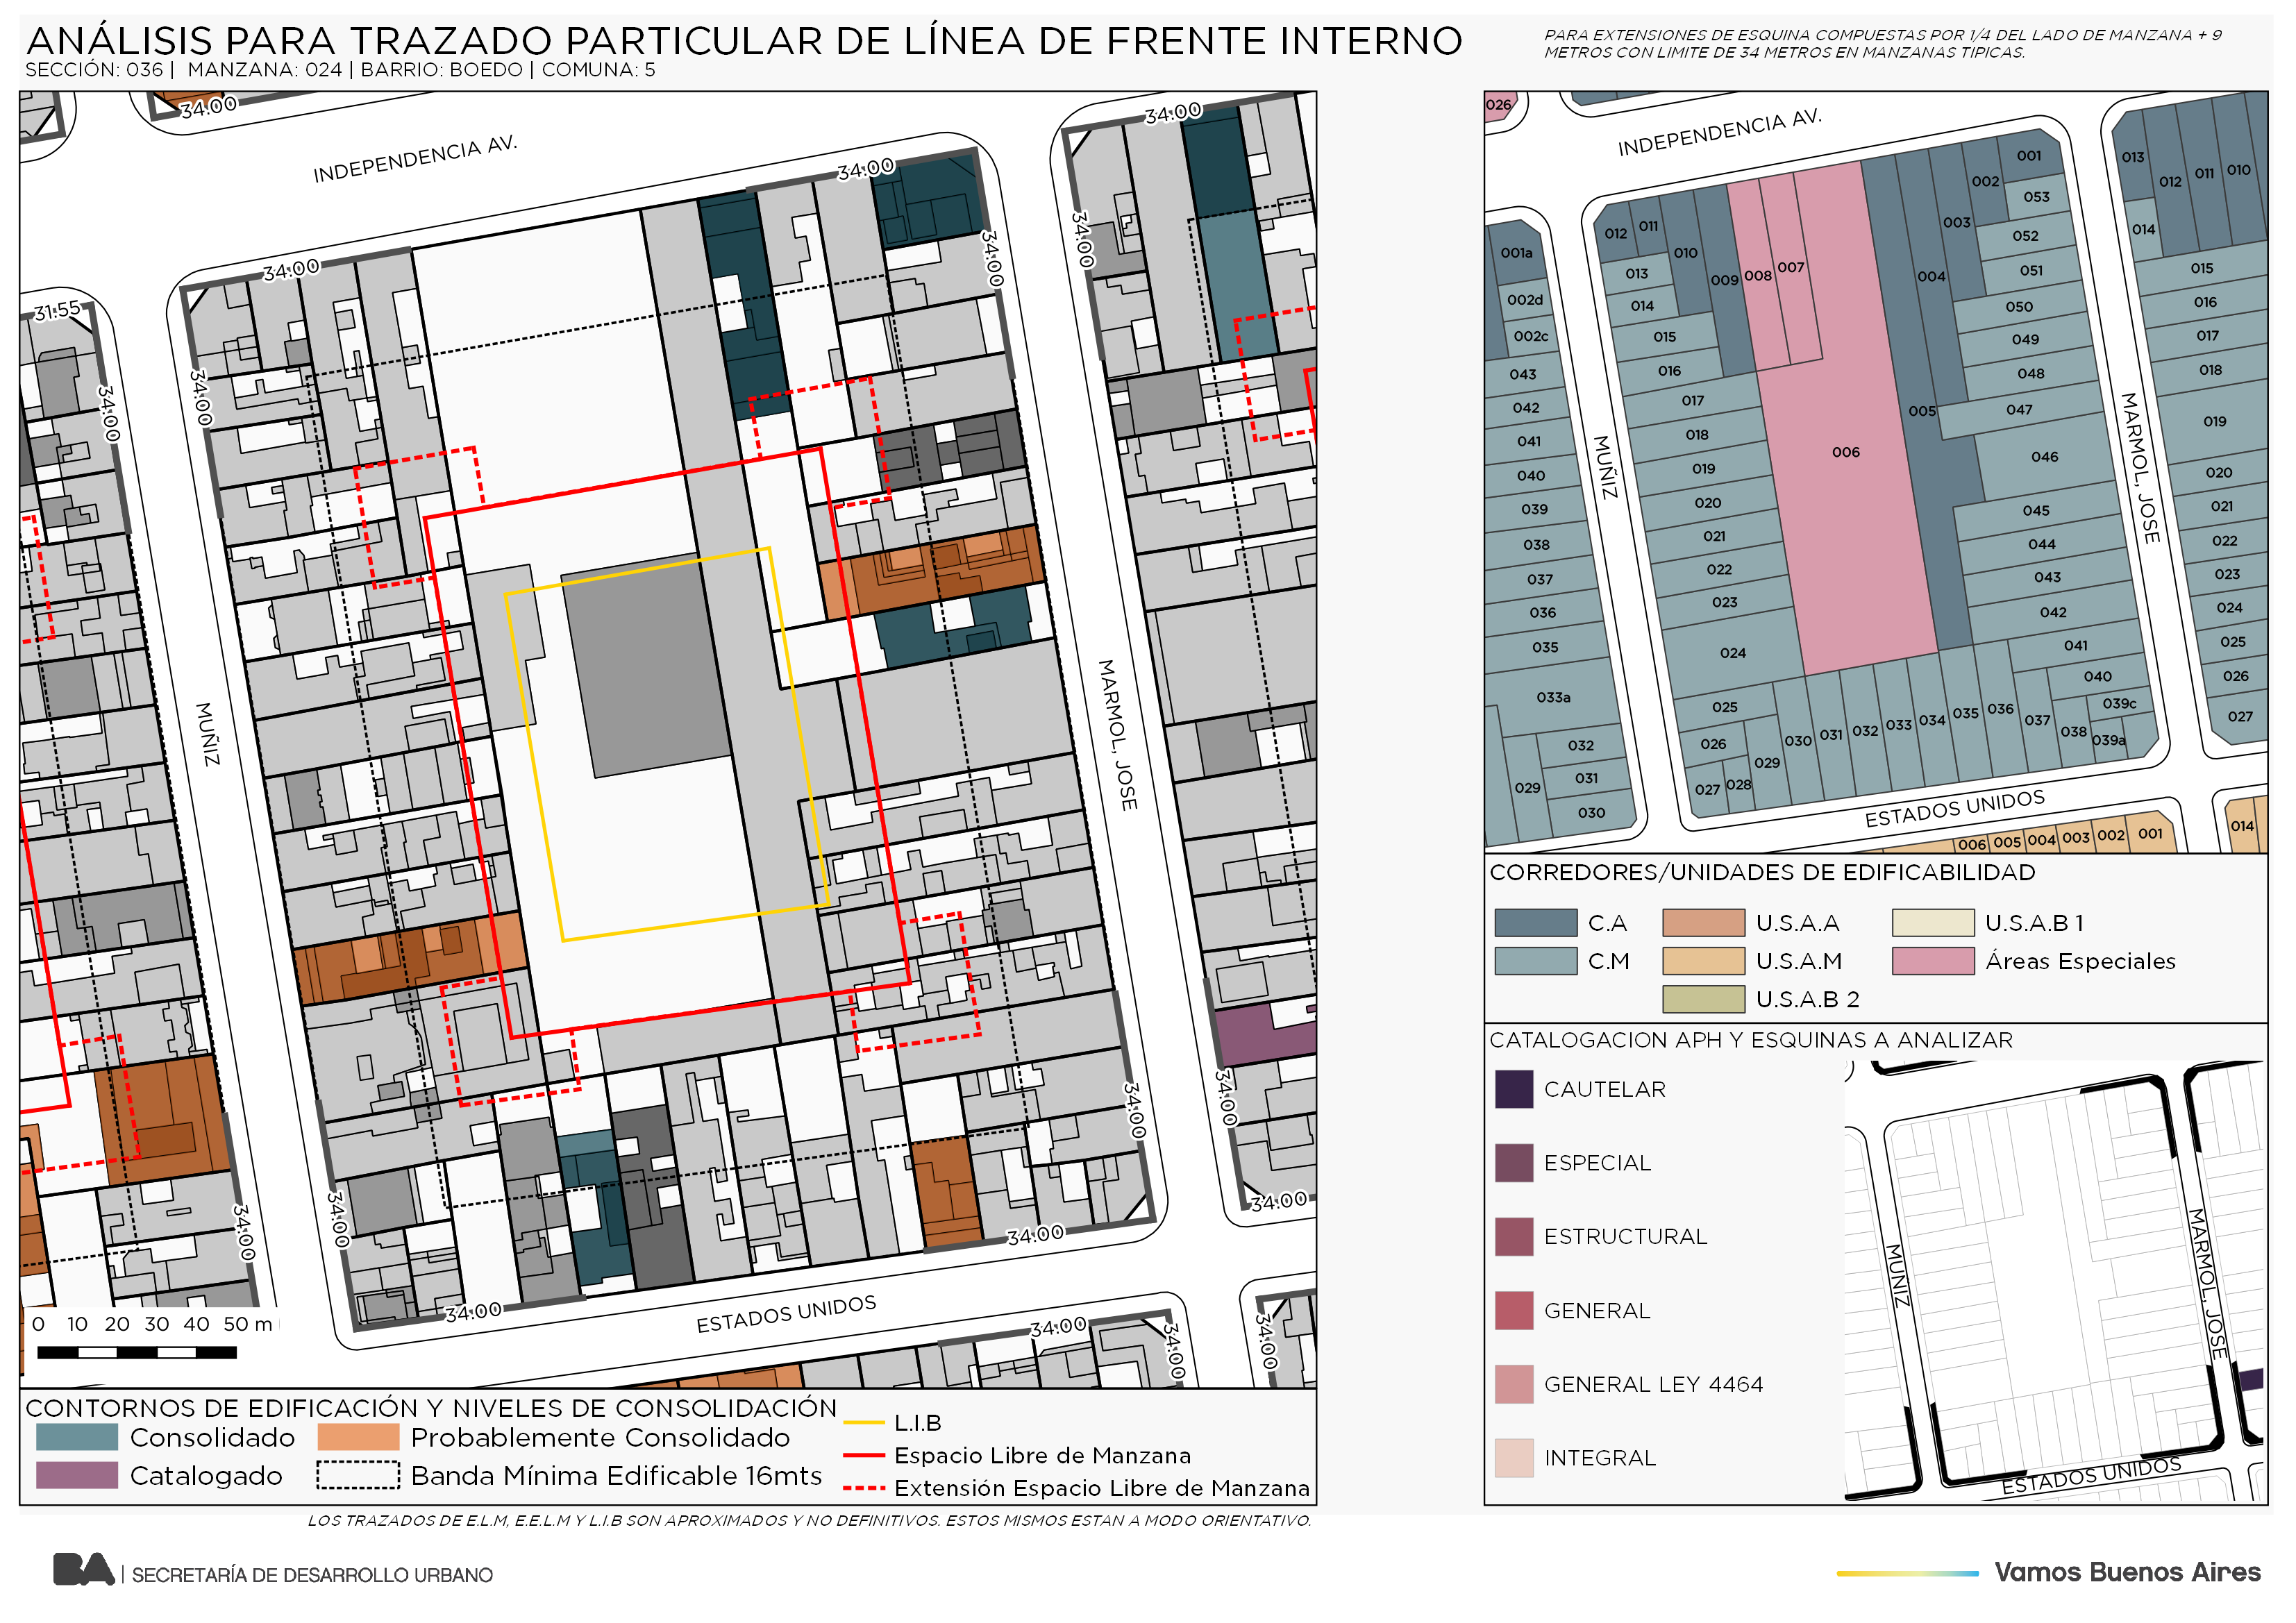 ANÁLISIS PARA TRAZADO PARTICULAR DE LÍNEA DE FRENTE INTERNO
SECCIÓN: 036 | MANZANA: 024 | BARRIO: BOEDO | COMUNA: 5
PARA EXTENSIONES DE ESQUINA COMPUESTAS POR 1/4 DEL LADO DE MANZANA + 9
METROS CON LIMITE DE 34 METROS EN MANZANAS TIPICAS.
34.00
INDEPENDENCIA AV.
34.00
34.00
34.00
34.00
34.00
31.55
34.00
34.00
34.00
MUÑIZ
MARMOL, JOSE
34.00
34.00
34.00
34.00
34.00
34.00
34.00
34.00
ESTADOS UNIDOS
34.00
34.00
34.00
0 10 20 30 40 50 m
CONTORNOS DE EDIFICACIÓN Y NIVELES DE CONSOLIDACIÓN
Consolidado
Probablemente Consolidado
Catalogado
Banda Mínima Edificable 16mts
L.I.B
Espacio Libre de Manzana
Extensión Espacio Libre de Manzana
LOS TRAZADOS DE E.L.M, E.E.L.M Y L.I.B SON APROXIMADOS Y NO DEFINITIVOS. ESTOS MISMOS ESTAN A MODO ORIENTATIVO.
026
INDEPENDENCIA AV.
001
002
053
003
052
051
004
050
049
048
047
005
046
045
044
043
042
041
040
039c
039a
038
037
036
035
034
033
032
031
030
029
028
027
026
025
024
023
022
021
020
019
018
017
016
015
014
013
012
011
010
009
008
007
006
001a
002d
002c
043
042
041
040
039
038
037
036
035
033a
032
031
030
029
013
012
011
010
014
015
016
017
018
019
020
021
022
023
024
025
026
027
MUÑIZ
MARMOL, JOSE
ESTADOS UNIDOS
006
005
004
003
002
001
014
CORREDORES/UNIDADES DE EDIFICABILIDAD
C.A
U.S.A.A
U.S.A.B 1
C.M
U.S.A.M
Áreas Especiales
U.S.A.B 2
CATALOGACION APH Y ESQUINAS A ANALIZAR
CAUTELAR
ESPECIAL
ESTRUCTURAL
GENERAL
GENERAL LEY 4464
INTEGRAL
MUÑIZ
MARMOL, JOSE
ESTADOS UNIDOS
BA | SECRETARÍA DE DESARROLLO URBANO
Vamos Buenos Aires